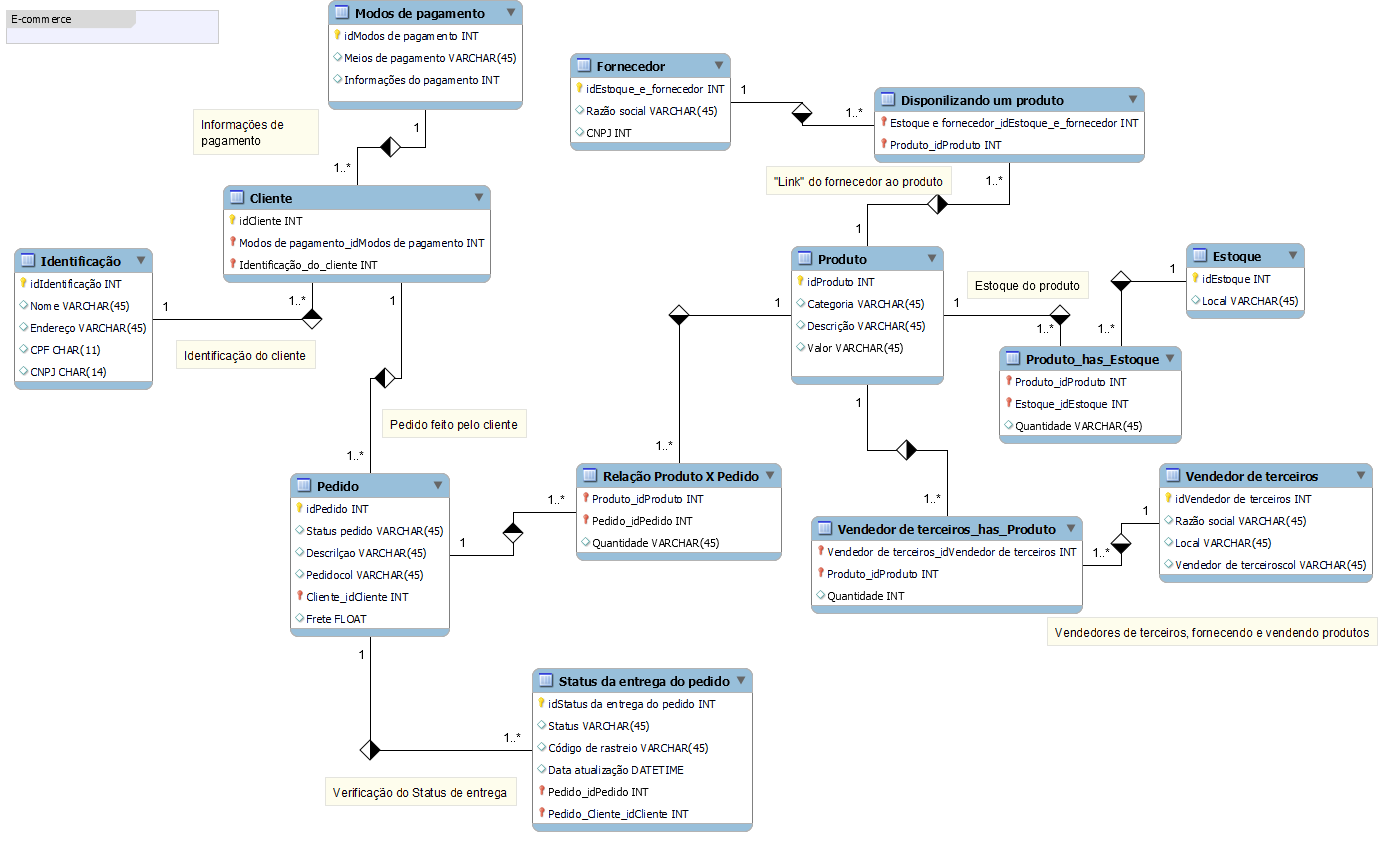 E-commerce
Modos de pagamento
idModos de pagamento INT
Meios de pagamento VARCHAR(45)
Informações do pagamento INT
1
1..*
Informações de
pagamento
Fornecedor
idEstoque_e_fornecedor INT
Razão social VARCHAR(45)
CNPJ INT
1
1..*
Disponilizando um produto
Estoque e fornecedor_idEstoque_e_fornecedor INT
Produto_idProduto INT
"Link" do fornecedor ao produto
1..*
1
Cliente
idCliente INT
Modos de pagamento_idModos de pagamento INT
Identificação_do_cliente INT
Identificação
idIdentificação INT
Nome VARCHAR(45)
Endereço VARCHAR(45)
CPF CHAR(11)
CNPJ CHAR(14)
1
1..*
Identificação do cliente
1
1..*
Pedido feito pelo cliente
Produto
idProduto INT
Categoria VARCHAR(45)
Descrição VARCHAR(45)
Valor VARCHAR(45)
Estoque do produto
1
1..*
Estoque
idEstoque INT
Local VARCHAR(45)
1
1..*
Produto_has_Estoque
Produto_idProduto INT
Estoque_idEstoque INT
Quantidade VARCHAR(45)
1
1..*
1
1..*
Pedido
idPedido INT
Status pedido VARCHAR(45)
Descrilçao VARCHAR(45)
Pedidocol VARCHAR(45)
Cliente_idCliente INT
Frete FLOAT
1
1..*
Relação Produto X Pedido
Produto_idProduto INT
Pedido_idPedido INT
Quantidade VARCHAR(45)
Vendedor de terceiros_has_Produto
Vendedor de terceiros_idVendedor de terceiros INT
Produto_idProduto INT
Quantidade INT
1
1..*
Vendedor de terceiros
idVendedor de terceiros INT
Razão social VARCHAR(45)
Local VARCHAR(45)
Vendedor de terceiroscol VARCHAR(45)
Vendedores de terceiros, fornecendo e vendendo produtos
1
1..*
Status da entrega do pedido
idStatus da entrega do pedido INT
Status VARCHAR(45)
Código de rastreio VARCHAR(45)
Data atualização DATETIME
Pedido_idPedido INT
Pedido_Cliente_idCliente INT
Verificação do Status de entrega